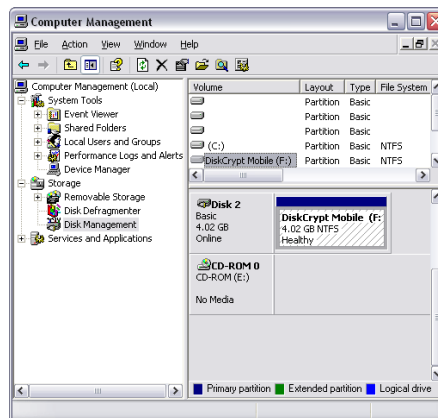 Computer Management
File Action View Window Help
Computer Management (Local)
System Tools
Event Viewer
Shared Folders
Local Users and Groups
Performance Logs and Alerts
Device Manager
Storage
Removable Storage
Disk Defragmenter
Disk Management
Services and Applications
Volume Layout Type File System
Partition Basic
Partition Basic
Partition Basic
(C:) Partition Basic NTFS
DiskCrypt Mobile (F:) Partition Basic NTFS
Disk 2
Basic
4.02 GB
Online
DiskCrypt Mobile (F:
4.02 GB NTFS
Healthy
CD-ROM 0
CD-ROM (E:)
No Media
Primary partition Extended partition Logical drive